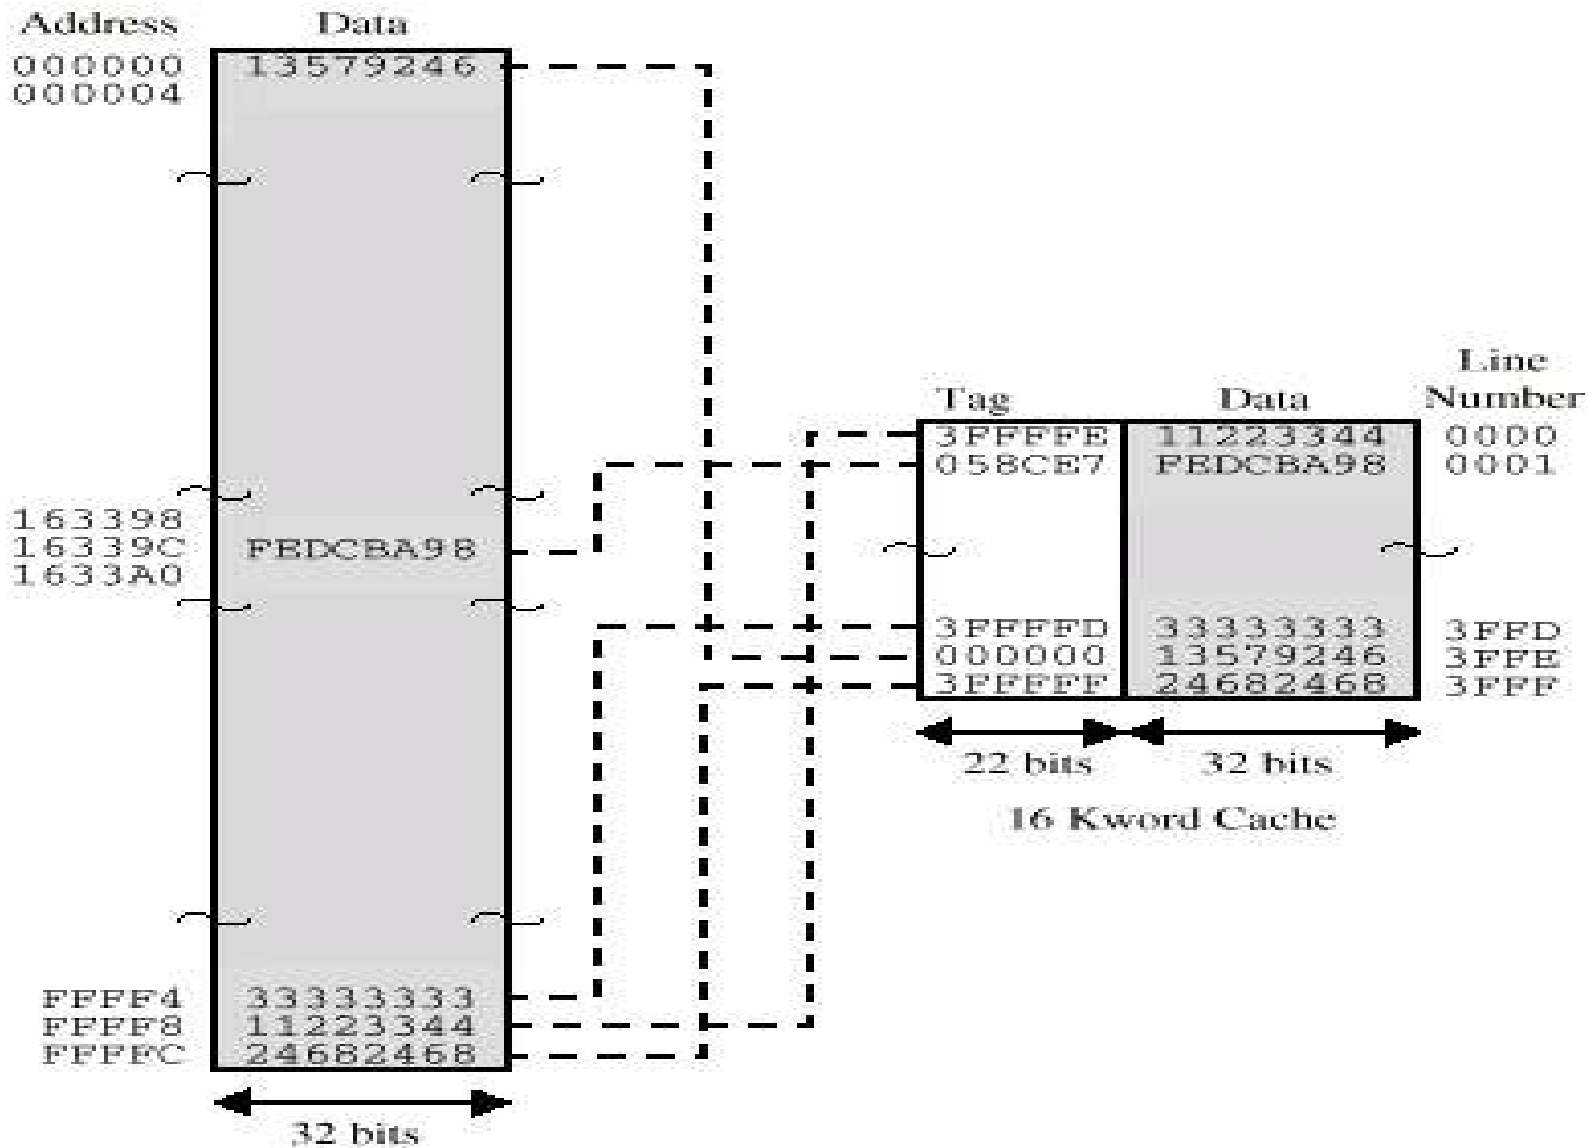 Address Data
000000 13579246
000004
163398
16339C FEDCBA98
1633A0
FFFF4 33333333
FFFF8 11223344
FFFFC 24682468
32 bits
Line
Tag Data Number
3FFFFE 11223344 0000
058CE7 FEDCBA98 0001
3FFFFD 33333333 3FFD
000000 13579246 3FFE
3FFFFF 24682468 3FFF
22 bits 32 bits
16 Kword Cache